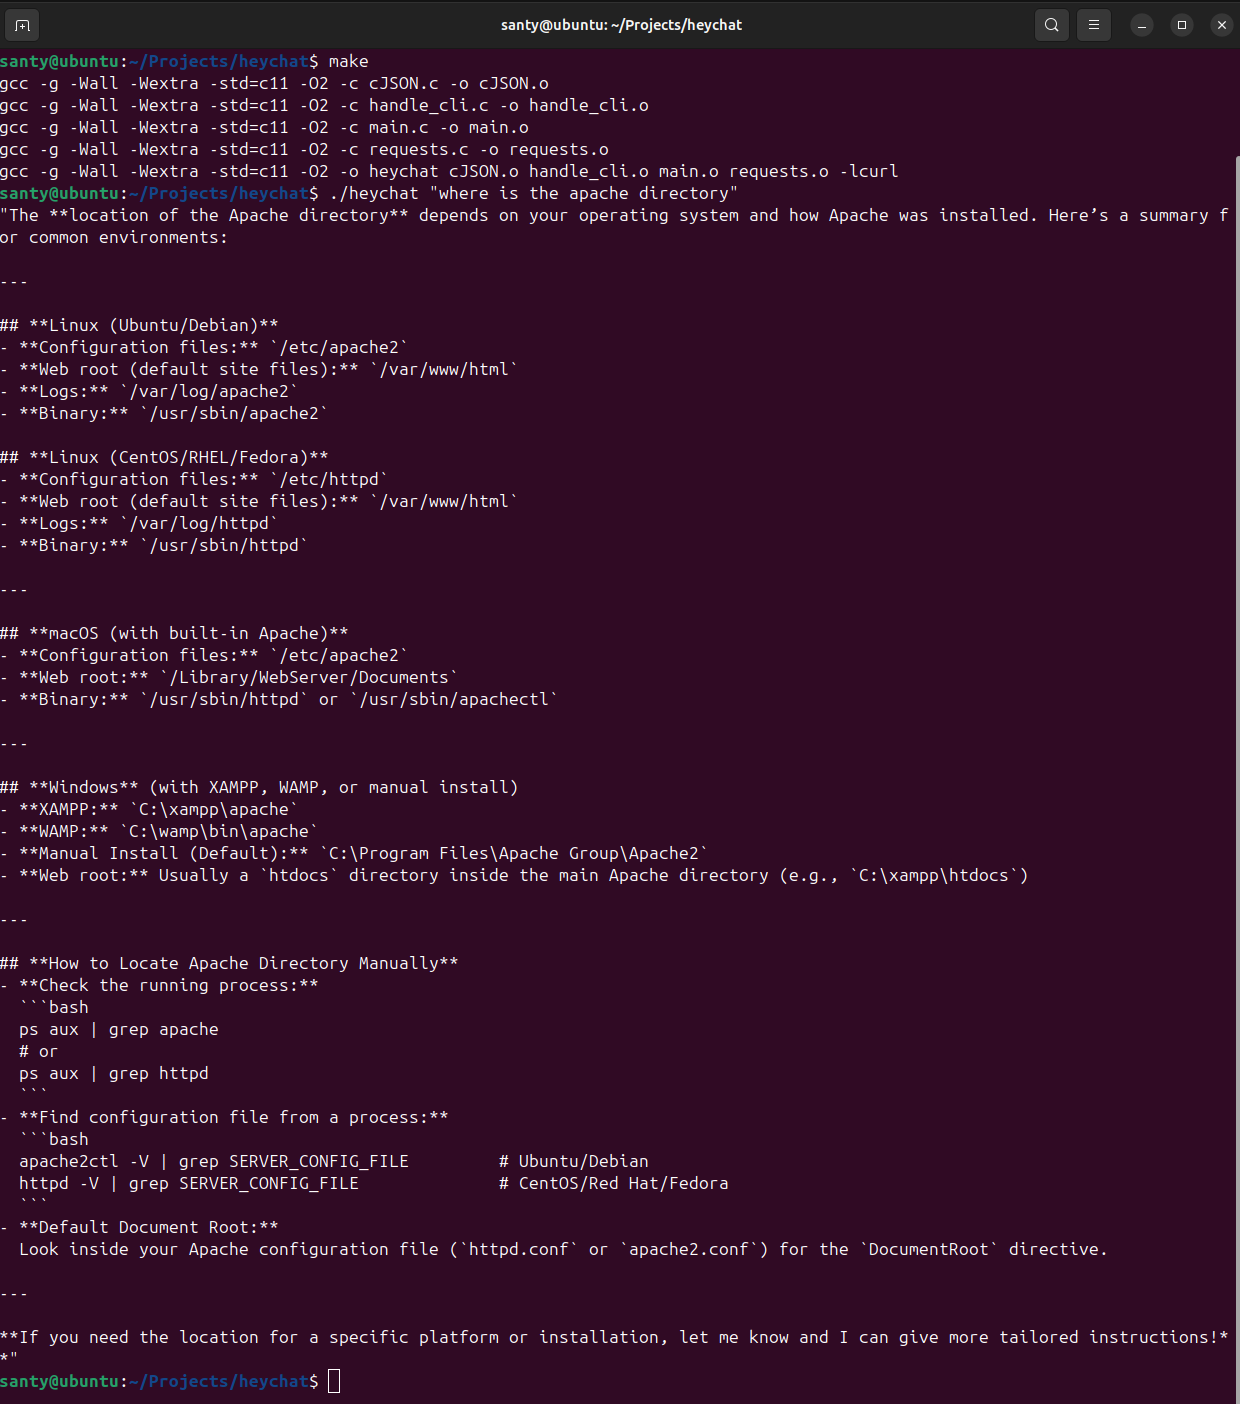 santy@ubuntu: ~/Projects/heychat
santy@ubuntu:~/Projects/heychat$ make
gcc -g -Wall -Wextra -std=c11 -O2 -c cJSON.c -o cJSON.o
gcc -g -Wall -Wextra -std=c11 -O2 -c handle_cli.c -o handle_cli.o
gcc -g -Wall -Wextra -std=c11 -O2 -c main.c -o main.o
gcc -g -Wall -Wextra -std=c11 -O2 -c requests.c -o requests.o
gcc -g -Wall -Wextra -std=c11 -O2 -o heychat cJSON.o handle_cli.o main.o requests.o -lcurl
santy@ubuntu:~/Projects/heychat$ ./heychat "where is the apache directory"
"The **location of the Apache directory** depends on your operating system and how Apache was installed. Here’s a summary f
or common environments:

---

## **Linux (Ubuntu/Debian)**
- **Configuration files:** `/etc/apache2`
- **Web root (default site files):** `/var/www/html`
- **Logs:** `/var/log/apache2`
- **Binary:** `/usr/sbin/apache2`

## **Linux (CentOS/RHEL/Fedora)**
- **Configuration files:** `/etc/httpd`
- **Web root (default site files):** `/var/www/html`
- **Logs:** `/var/log/httpd`
- **Binary:** `/usr/sbin/httpd`

---

## **macOS (with built-in Apache)**
- **Configuration files:** `/etc/apache2`
- **Web root:** `/Library/WebServer/Documents`
- **Binary:** `/usr/sbin/httpd` or `/usr/sbin/apachectl`

---

## **Windows** (with XAMPP, WAMP, or manual install)
- **XAMPP:** `C:\xampp\apache`
- **WAMP:** `C:\wamp\bin\apache`
- **Manual Install (Default):** `C:\Program Files\Apache Group\Apache2`
- **Web root:** Usually a `htdocs` directory inside the main Apache directory (e.g., `C:\xampp\htdocs`)

---

## **How to Locate Apache Directory Manually**
- **Check the running process:**
  ```bash
  ps aux | grep apache
  # or
  ps aux | grep httpd
  ```
- **Find configuration file from a process:**
  ```bash
  apache2ctl -V | grep SERVER_CONFIG_FILE         # Ubuntu/Debian
  httpd -V | grep SERVER_CONFIG_FILE              # CentOS/Red Hat/Fedora
  ```
- **Default Document Root:**
  Look inside your Apache configuration file (`httpd.conf` or `apache2.conf`) for the `DocumentRoot` directive.

---

**If you need the location for a specific platform or installation, let me know and I can give more tailored instructions!*
*"
santy@ubuntu:~/Projects/heychat$